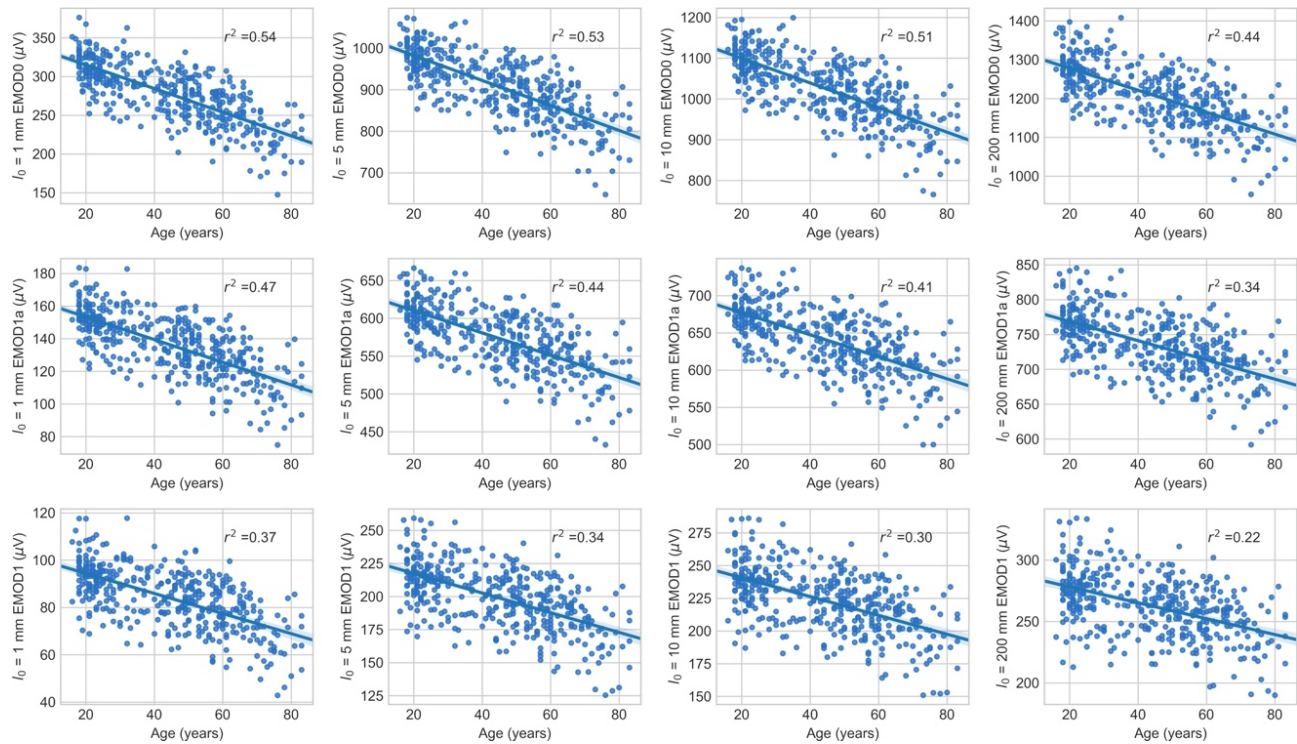 I₀ = 1 mm EMOD0 (μV)
350
300
250
200
150
r² =0.54
20 40 60 80
Age (years)
I₀ = 5 mm EMOD0 (μV)
1000
900
800
700
r² =0.53
20 40 60 80
Age (years)
I₀ = 10 mm EMOD0 (μV)
1200
1100
1000
900
800
r² =0.51
20 40 60 80
Age (years)
I₀ = 200 mm EMOD0 (μV)
1400
1300
1200
1100
1000
r² =0.44
20 40 60 80
Age (years)
I₀ = 1 mm EMOD1a (μV)
180
160
140
120
100
80
r² =0.47
20 40 60 80
Age (years)
I₀ = 5 mm EMOD1a (μV)
650
600
550
500
450
r² =0.44
20 40 60 80
Age (years)
I₀ = 10 mm EMOD1a (μV)
700
650
600
550
500
r² =0.41
20 40 60 80
Age (years)
I₀ = 200 mm EMOD1a (μV)
850
800
750
700
650
600
r² =0.34
20 40 60 80
Age (years)
I₀ = 1 mm EMOD1 (μV)
120
100
80
60
40
r² =0.37
20 40 60 80
Age (years)
I₀ = 5 mm EMOD1 (μV)
250
225
200
175
150
125
r² =0.34
20 40 60 80
Age (years)
I₀ = 10 mm EMOD1 (μV)
275
250
225
200
175
150
r² =0.30
20 40 60 80
Age (years)
I₀ = 200 mm EMOD1 (μV)
300
250
200
r² =0.22
20 40 60 80
Age (years)